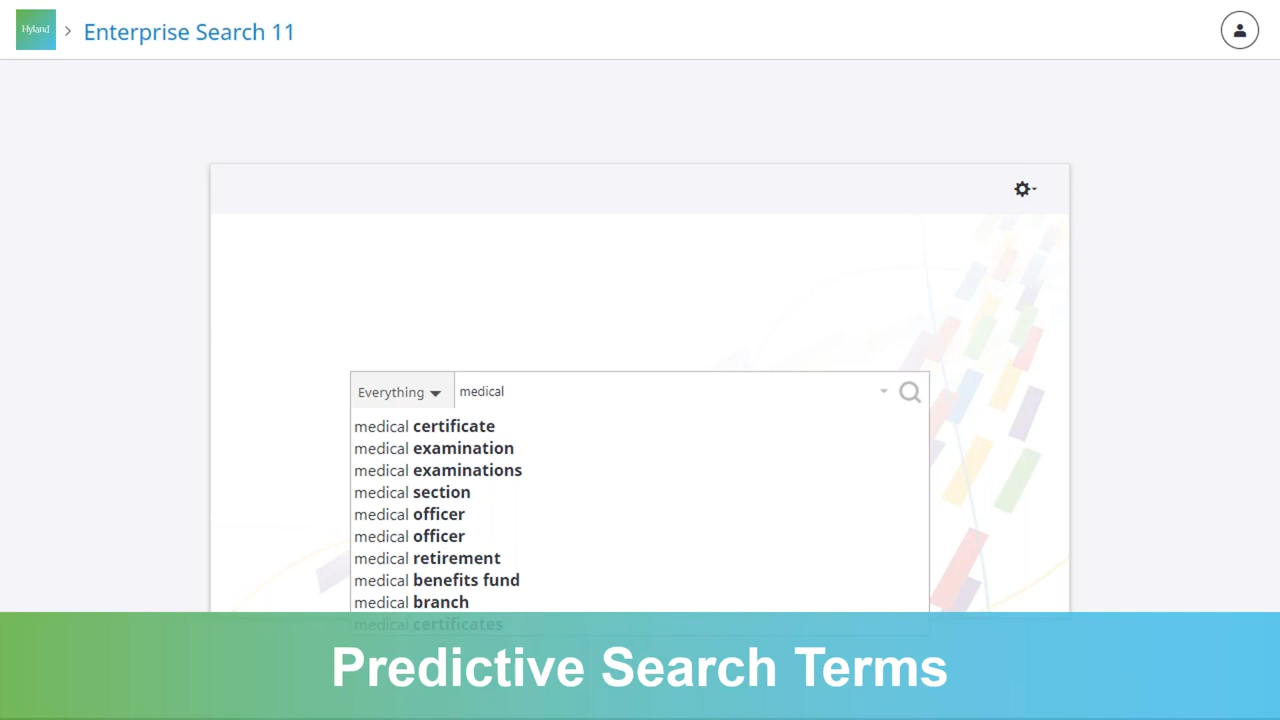 Hyland
Enterprise Search 11
Everything
medical
medical certificate
medical examination
medical examinations
medical section
medical officer
medical officer
medical retirement
medical benefits fund
medical branch
medical certificates
Predictive Search Terms